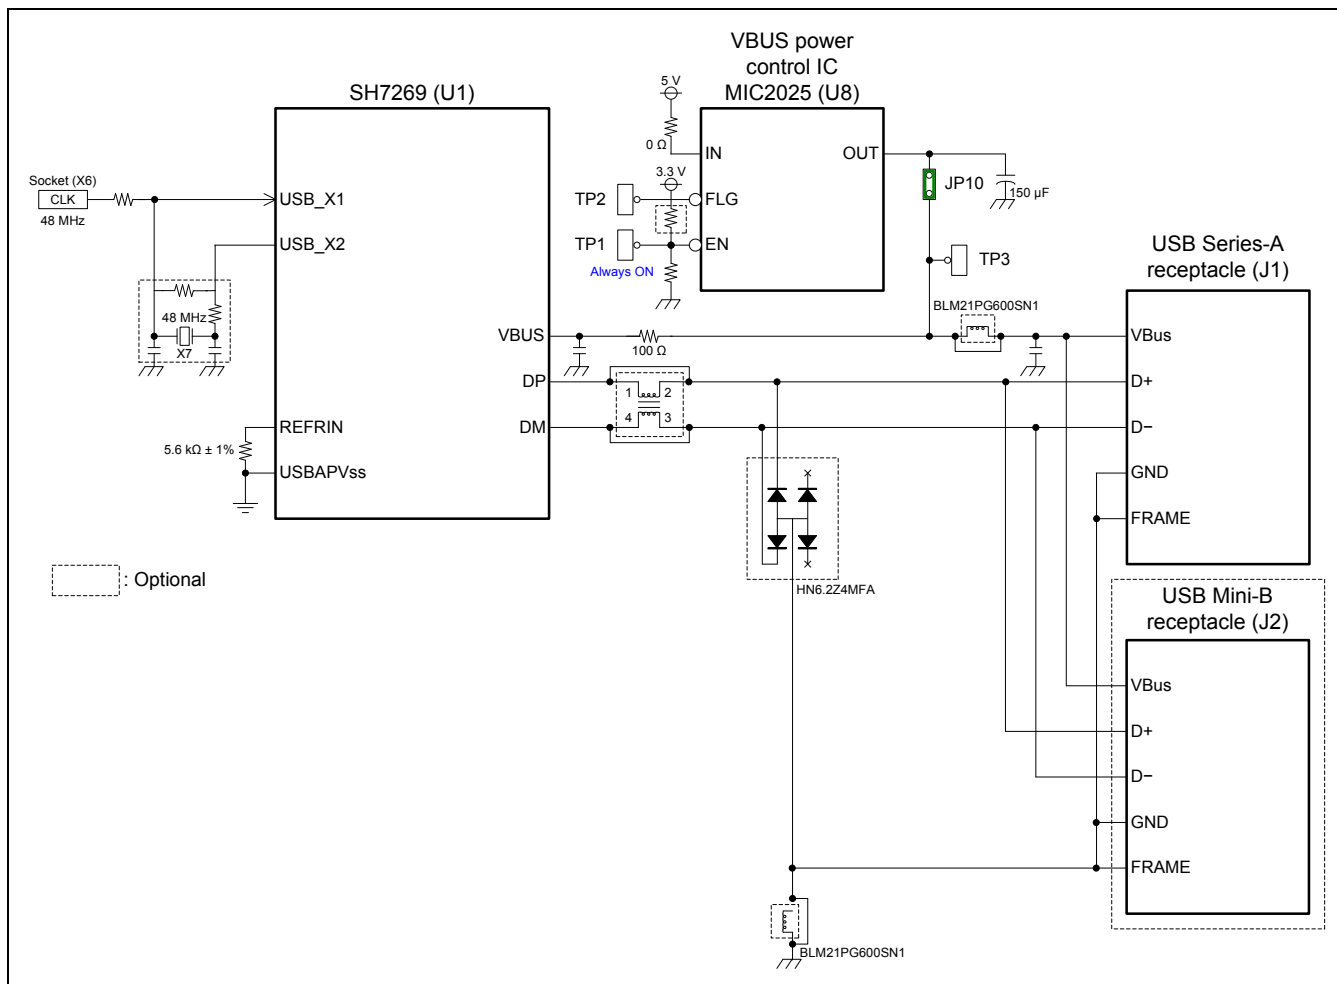 VBUS power
control IC
MIC2025 (U8)
SH7269 (U1)
5 V
0 Ω
IN
OUT
3.3 V
JP10
150 µF
Socket (X6)
CLK
48 MHz
USB_X1
TP2
FLG
USB_X2
TP1
EN
Always ON
TP3
USB Series-A
receptacle (J1)
BLM21PG600SN1
48 MHz
X7
VBUS
100 Ω
VBus
DP
1
2
D+
4
3
DM
D−
REFRIN
5.6 kΩ ± 1%
USBAPVss
GND
FRAME
: Optional
HN6.2Z4MFA
USB Mini-B
receptacle (J2)
VBus
D+
D−
GND
FRAME
BLM21PG600SN1